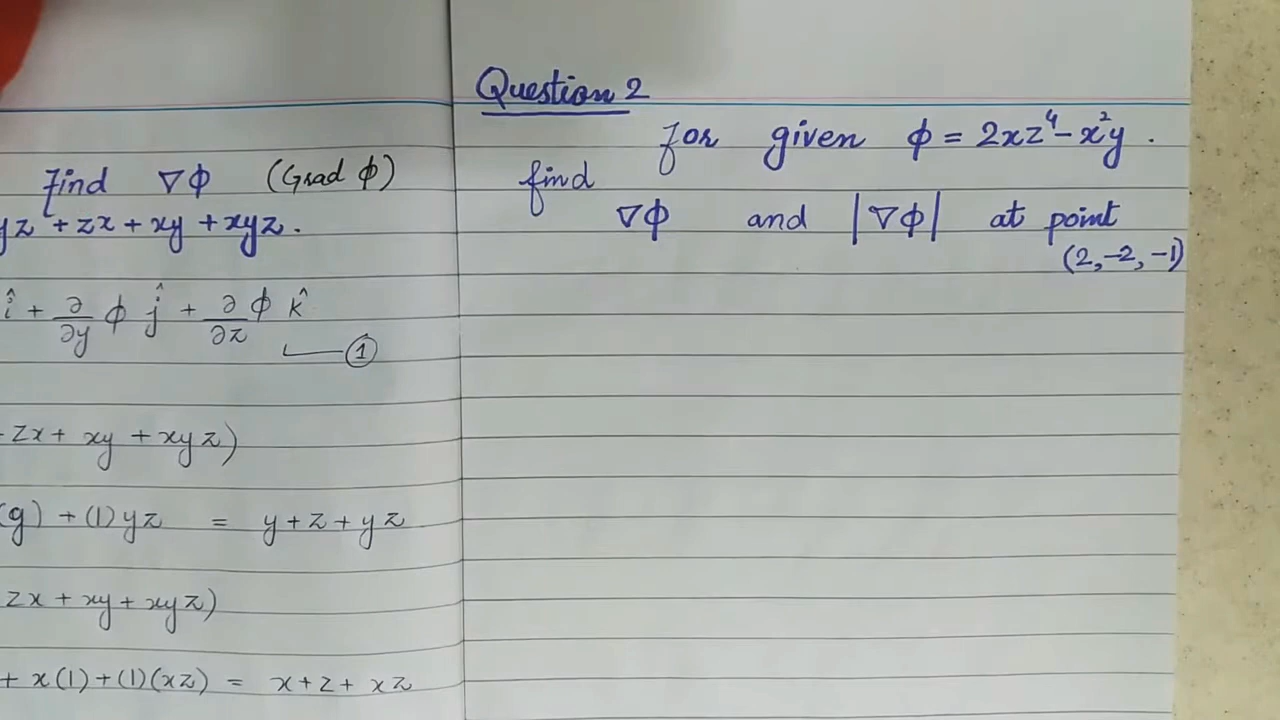 find ∇ϕ (Grad ϕ)
yz + zx + xy + xyz.
î + ∂/∂y ϕ ĵ + ∂/∂z ϕ k̂
①
zx + xy + xyz)
(y) + (1)yz = y+z+yz
zx + xy + xyz)
+ x(1)+(1)(xz) = x+z+xz
Question 2
for given ϕ = 2xz⁴ - x²y.
find
∇ϕ and |∇ϕ| at point
(2,-2,-1)